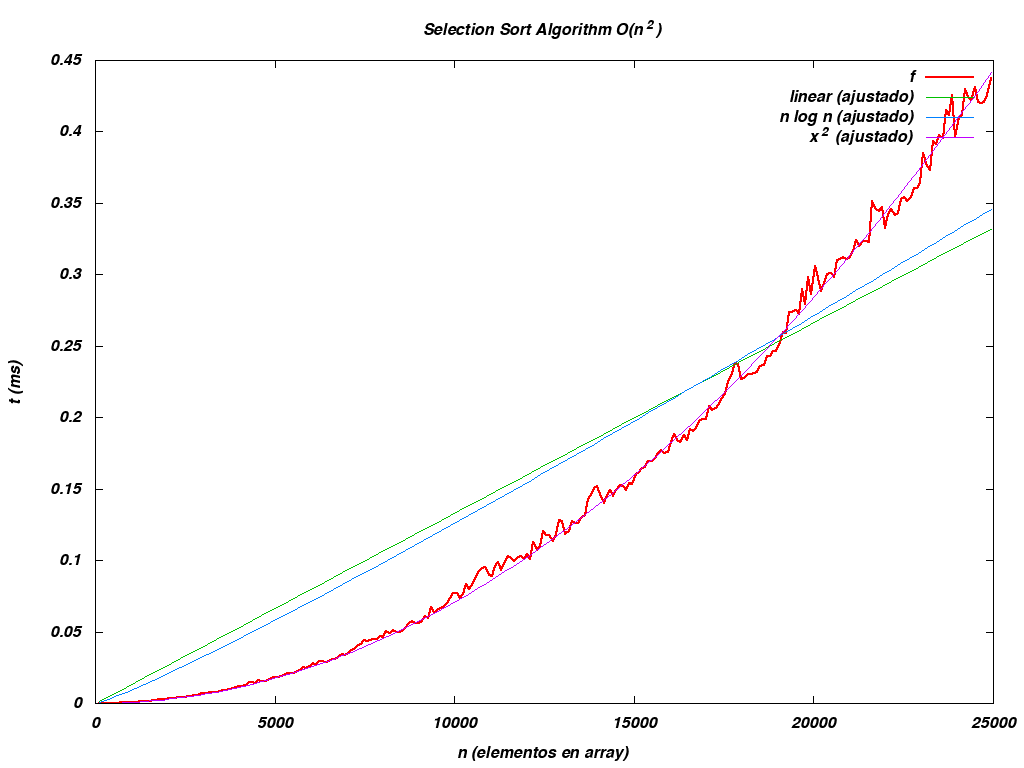 Selection Sort Algorithm O(n²)
0.45
0.4
0.35
0.3
0.25
0.2
0.15
0.1
0.05
0
t (ms)
f
linear (ajustado)
n log n (ajustado)
x² (ajustado)
0 5000 10000 15000 20000 25000
n (elementos en array)